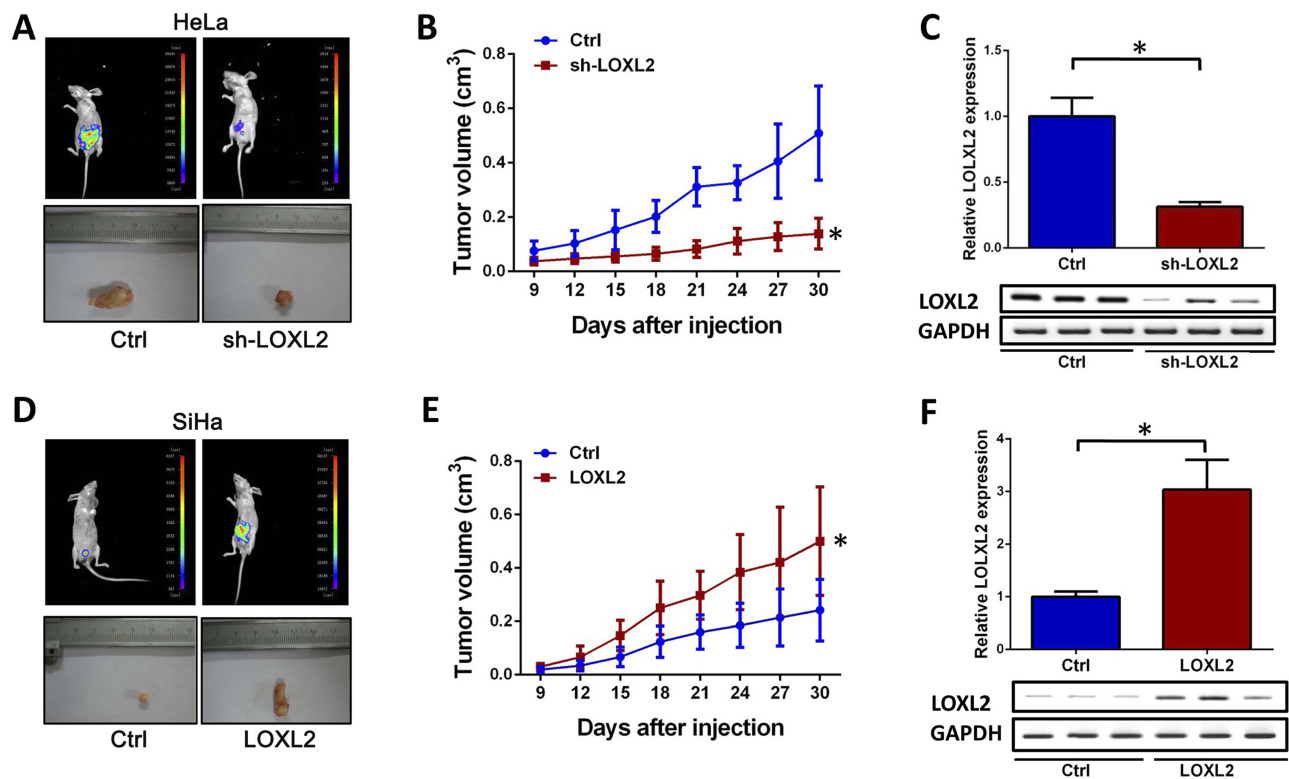 A
HeLa
Ctrl
sh-LOXL2
B
Ctrl
sh-LOXL2
Tumor volume (cm3)
0.8
0.6
0.4
0.2
0.0
*
9 12 15 18 21 24 27 30
Days after injection
C
Relative LOLXL2 expression
1.5
1.0
0.5
0.0
*
Ctrl sh-LOXL2
LOXL2
GAPDH
Ctrl sh-LOXL2
D
SiHa
Ctrl
LOXL2
E
Ctrl
LOXL2
Tumor volume (cm3)
0.8
0.6
0.4
0.2
0.0
*
9 12 15 18 21 24 27 30
Days after injection
F
Relative LOLXL2 expression
4
3
2
1
0
*
Ctrl LOXL2
LOXL2
GAPDH
Ctrl LOXL2